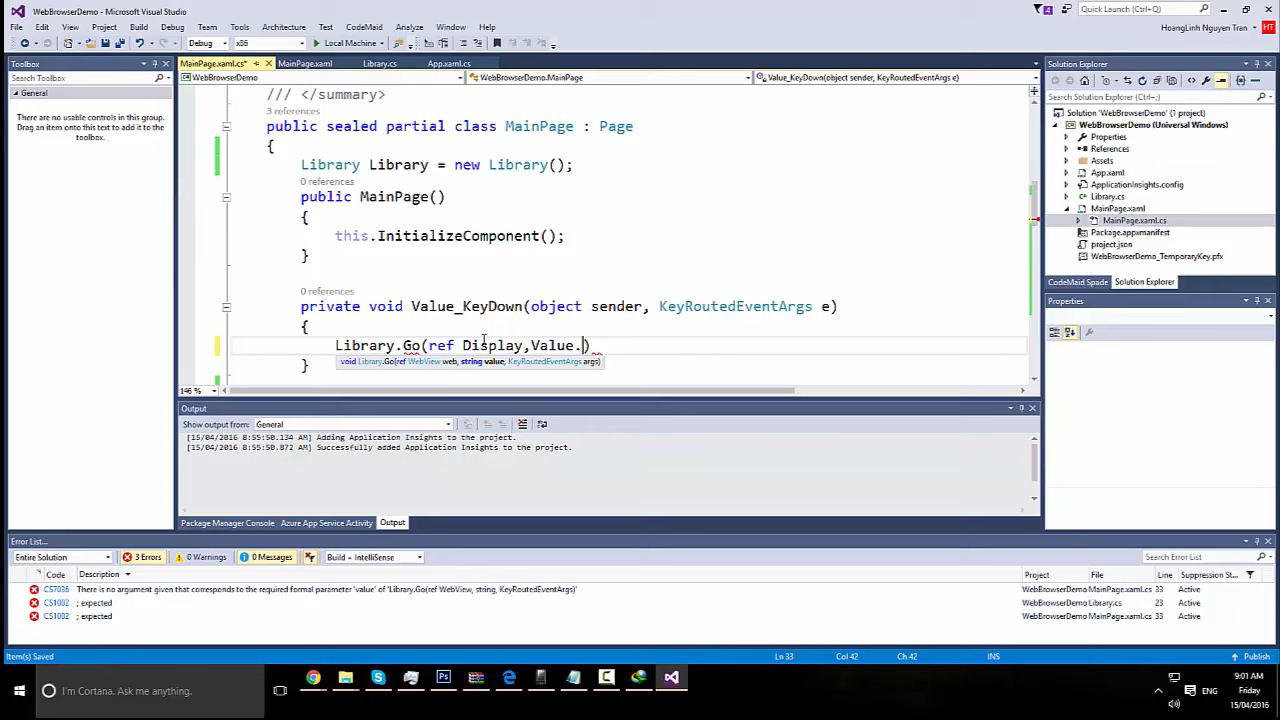 WebBrowserDemo - Microsoft Visual Studio
4
Quick Launch (Ctrl+Q)
File Edit View Project Build Debug Team Tools Architecture Test CodeMaid Analyze Window Help
HoangLinh Nguyen Tran HT
Debug x86 Local Machine
Toolbox
Search Toolbox
General
There are no usable controls in this group.
Drag an item onto this text to add it to the
toolbox.
MainPage.xaml.cs* MainPage.xaml Library.cs App.xaml.cs
WebBrowserDemo WebBrowserDemo.MainPage Value_KeyDown(object sender, KeyRoutedEventArgs e)
/// </summary>
3 references
public sealed partial class MainPage : Page
{
Library Library = new Library();
0 references
public MainPage()
{
this.InitializeComponent();
}
0 references
private void Value_KeyDown(object sender, KeyRoutedEventArgs e)
{
Library.Go(ref Display,Value.)
void Library.Go(ref WebView web, string value, KeyRoutedEventArgs args)
}
146 %
Output
Show output from: General
[15/04/2016 8:55:50.134 AM] Adding Application Insights to the project.
[15/04/2016 8:55:50.872 AM] Successfully added Application Insights to the project.
Package Manager Console Azure App Service Activity Output
Solution Explorer
Search Solution Explorer (Ctrl+;)
Solution 'WebBrowserDemo' (1 project)
WebBrowserDemo (Universal Windows)
Properties
References
Assets
App.xaml
ApplicationInsights.config
Library.cs
MainPage.xaml
MainPage.xaml.cs
Package.appxmanifest
project.json
WebBrowserDemo_TemporaryKey.pfx
CodeMaid Spade Solution Explorer
Properties
Error List...
Entire Solution 3 Errors 0 Warnings 0 Messages Build + IntelliSense Search Error List
Code Description Project File Line Suppression St...
CS7036 There is no argument given that corresponds to the required formal parameter 'value' of 'Library.Go(ref WebView, string, KeyRoutedEventArgs)' WebBrowserDemo MainPage.xaml.cs 33 Active
CS1002 ; expected WebBrowserDemo Library.cs 23 Active
CS1002 ; expected WebBrowserDemo MainPage.xaml.cs 33 Active
Item(s) Saved Ln 33 Col 42 Ch 42 INS Publish
I'm Cortana. Ask me anything.
Ps
ENG
9:01 AM
Friday
15/04/2016